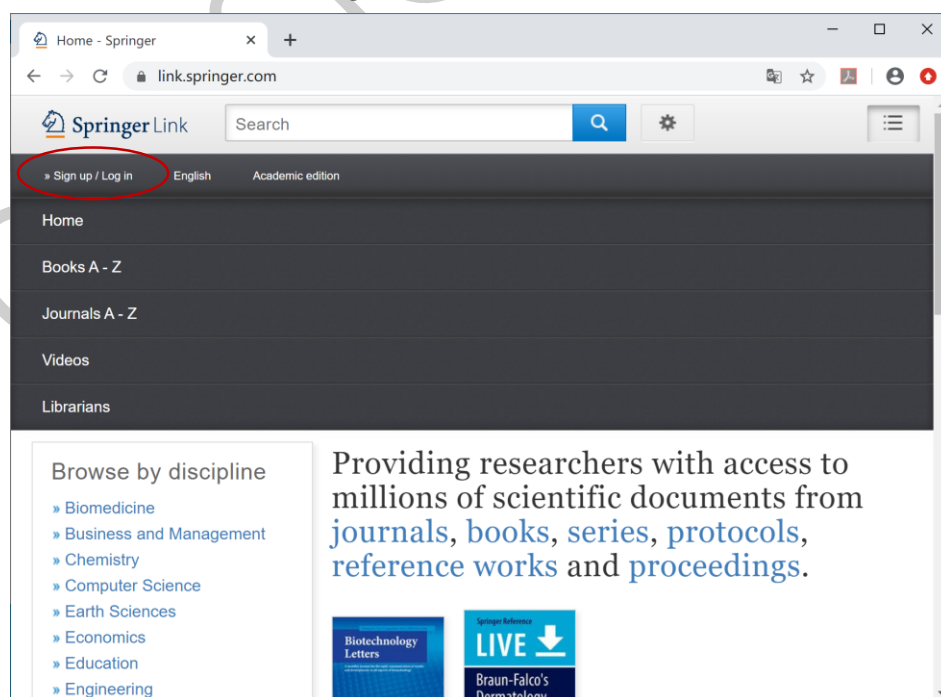 Home - Springer
link.springer.com
Springer Link
Search
» Sign up / Log in English Academic edition
Home
Books A - Z
Journals A - Z
Videos
Librarians
Browse by discipline
» Biomedicine
» Business and Management
» Chemistry
» Computer Science
» Earth Sciences
» Economics
» Education
» Engineering
Providing researchers with access to
millions of scientific documents from
journals, books, series, protocols,
reference works and proceedings.
Biotechnology
Letters
Springer Reference
LIVE
Braun-Falco's
Dermatology